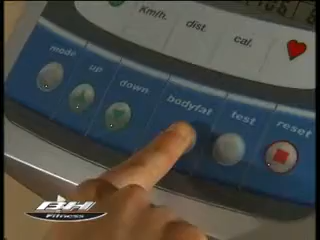 Km/h.
dist.
cal.
mode
up
down
bodyfat
test
reset
BH
Fitness